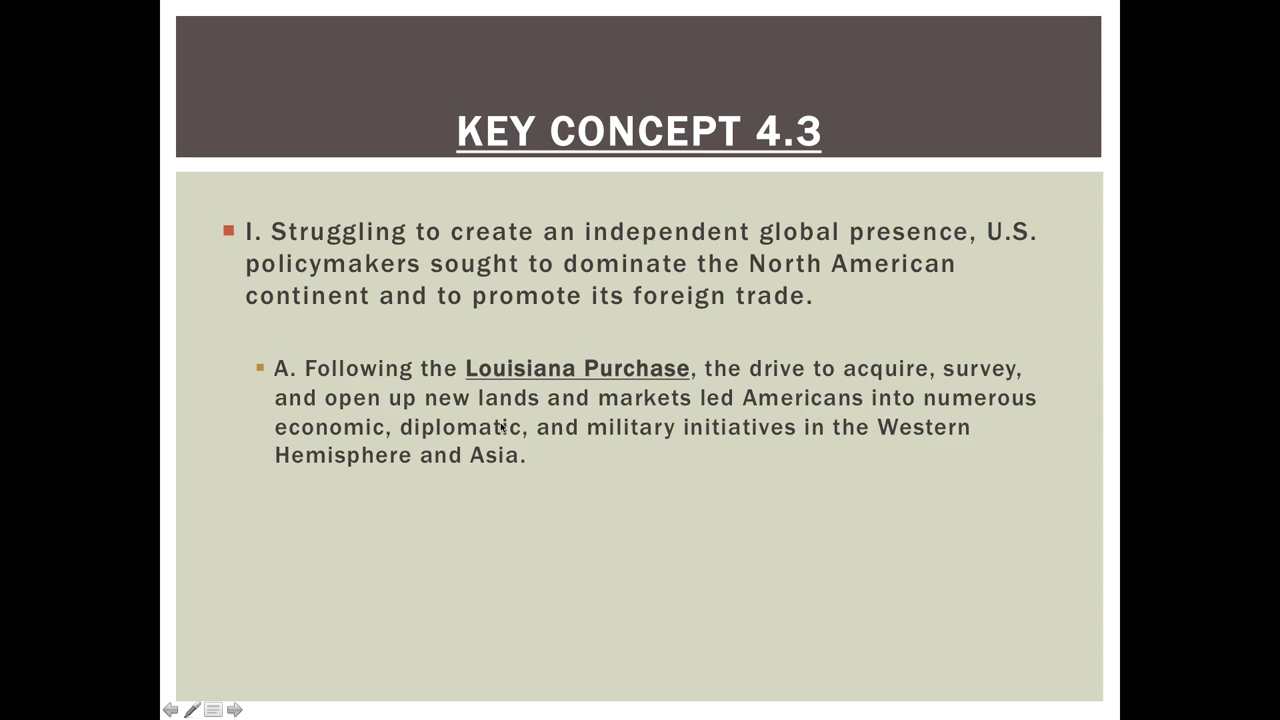 KEY CONCEPT 4.3
I. Struggling to create an independent global presence, U.S.
policymakers sought to dominate the North American
continent and to promote its foreign trade.
A. Following the Louisiana Purchase, the drive to acquire, survey,
and open up new lands and markets led Americans into numerous
economic, diplomatic, and military initiatives in the Western
Hemisphere and Asia.